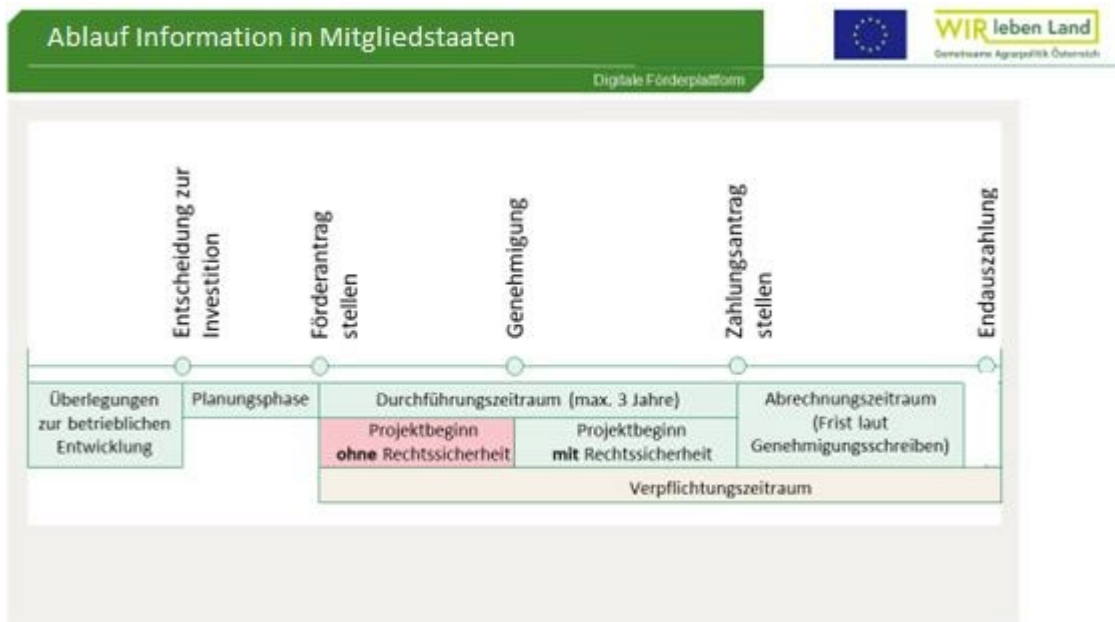 Ablauf Information in Mitgliedstaaten
WIR leben Land
Gemeinsame Agrarpolitik Österreich
Digitale Förderplattform
Entscheidung zur
Investition
Förderantrag
stellen
Genehmigung
Zahlungsantrag
stellen
Endauszahlung
Überlegungen
zur betrieblichen
Entwicklung
Planungsphase
Durchführungszeitraum (max. 3 Jahre)
Projektbeginn
ohne Rechtssicherheit
Projektbeginn
mit Rechtssicherheit
Abrechnungszeitraum
(Frist laut
Genehmigungsschreiben)
Verpflichtungszeitraum